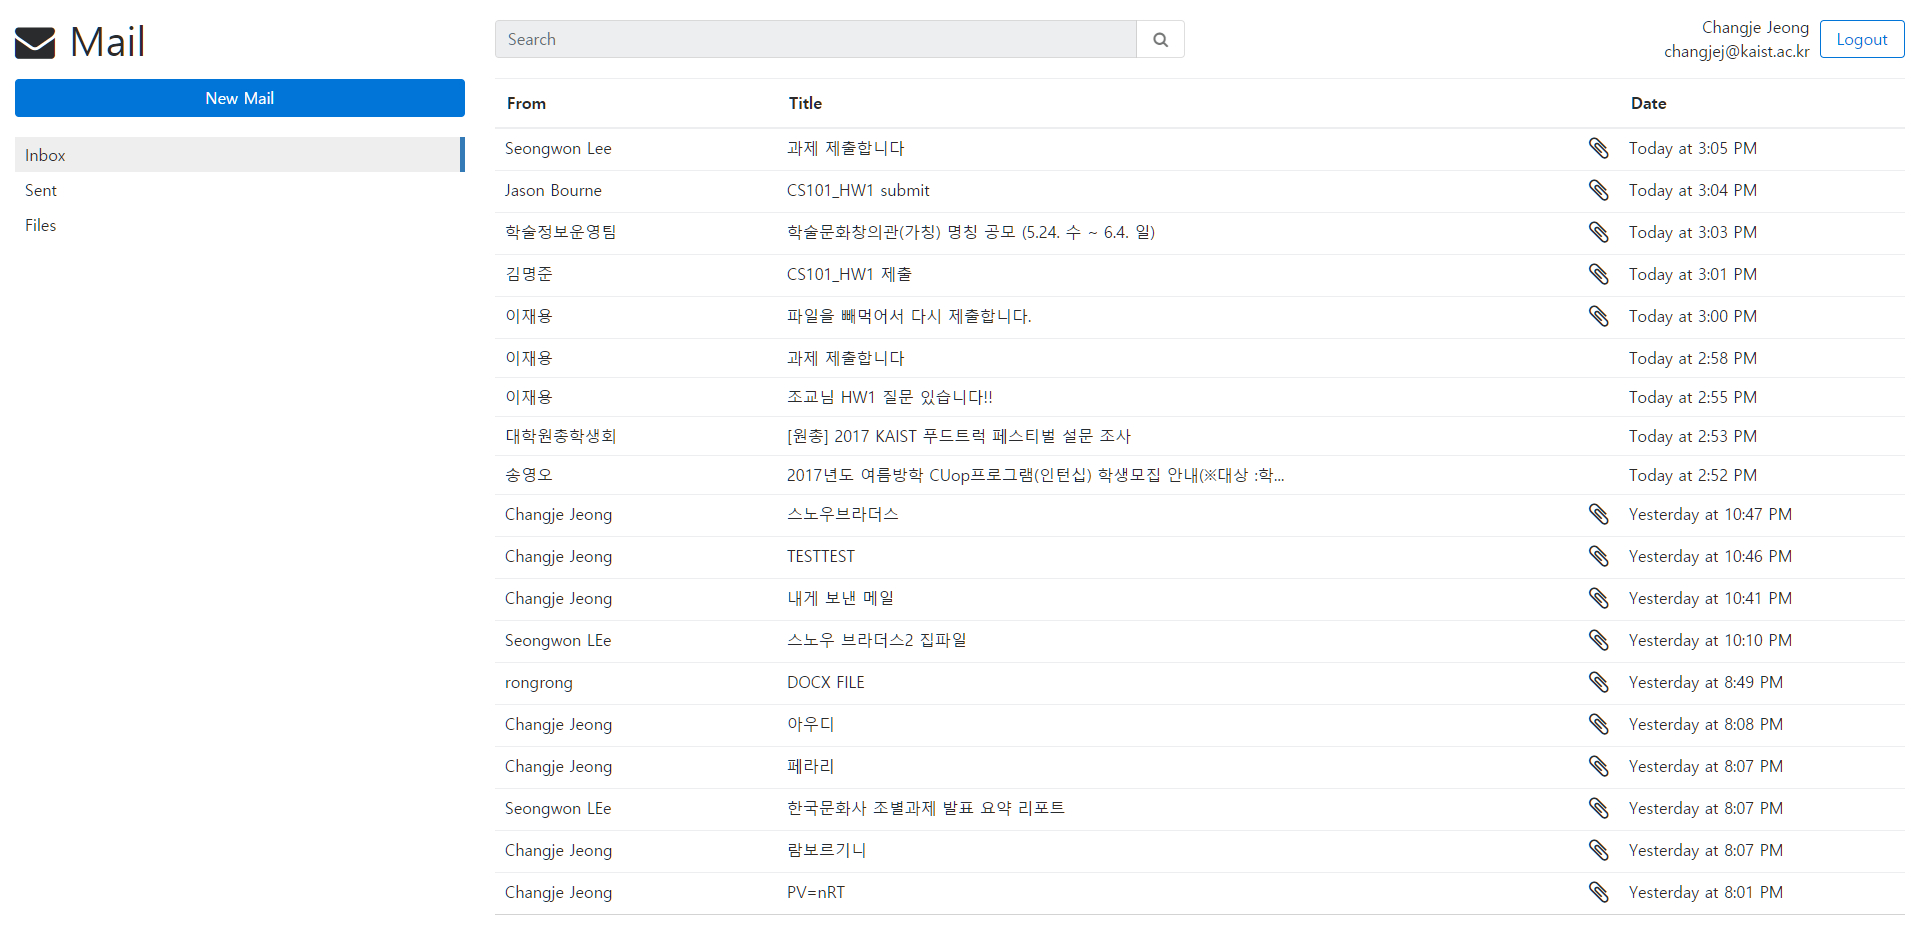 Mail
New Mail
Inbox
Sent
Files
Search
Changje Jeong
changjej@kaist.ac.kr
Logout
From Title Date
Seongwon Lee 과제 제출합니다 Today at 3:05 PM
Jason Bourne CS101_HW1 submit Today at 3:04 PM
학술정보운영팀 학술문화창의관(가칭) 명칭 공모 (5.24. 수 ~ 6.4. 일) Today at 3:03 PM
김명준 CS101_HW1 제출 Today at 3:01 PM
이재용 파일을 빼먹어서 다시 제출합니다. Today at 3:00 PM
이재용 과제 제출합니다 Today at 2:58 PM
이재용 조교님 HW1 질문 있습니다!! Today at 2:55 PM
대학원총학생회 [원총] 2017 KAIST 푸드트럭 페스티벌 설문 조사 Today at 2:53 PM
송영오 2017년도 여름방학 CUop프로그램(인턴십) 학생모집 안내(※대상 :학... Today at 2:52 PM
Changje Jeong 스노우브라더스 Yesterday at 10:47 PM
Changje Jeong TESTTEST Yesterday at 10:46 PM
Changje Jeong 내게 보낸 메일 Yesterday at 10:41 PM
Seongwon LEe 스노우 브라더스2 집파일 Yesterday at 10:10 PM
rongrong DOCX FILE Yesterday at 8:49 PM
Changje Jeong 아우디 Yesterday at 8:08 PM
Changje Jeong 페라리 Yesterday at 8:07 PM
Seongwon LEe 한국문화사 조별과제 발표 요약 리포트 Yesterday at 8:07 PM
Changje Jeong 람보르기니 Yesterday at 8:07 PM
Changje Jeong PV=nRT Yesterday at 8:01 PM